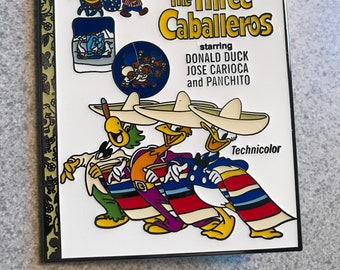 The Three
Caballeros
starring
DONALD DUCK
JOSE CARIOCA
and PANCHITO
Technicolor